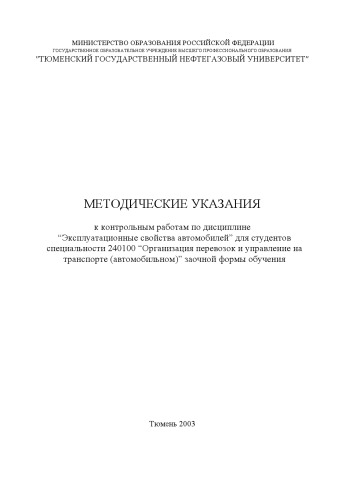 МИНИСТЕРСТВО ОБРАЗОВАНИЯ РОССИЙСКОЙ ФЕДЕРАЦИИ
ГОСУДАРСТВЕННОЕ ОБРАЗОВАТЕЛЬНОЕ УЧРЕЖДЕНИЕ ВЫСШЕГО ПРОФЕССИОНАЛЬНОГО ОБРАЗОВАНИЯ
"ТЮМЕНСКИЙ ГОСУДАРСТВЕННЫЙ НЕФТЕГАЗОВЫЙ УНИВЕРСИТЕТ"
МЕТОДИЧЕСКИЕ УКАЗАНИЯ
к контрольным работам по дисциплине
“Эксплуатационные свойства автомобилей” для студентов
специальности 240100 “Организация перевозок и управление на
транспорте (автомобильном)” заочной формы обучения
Тюмень 2003